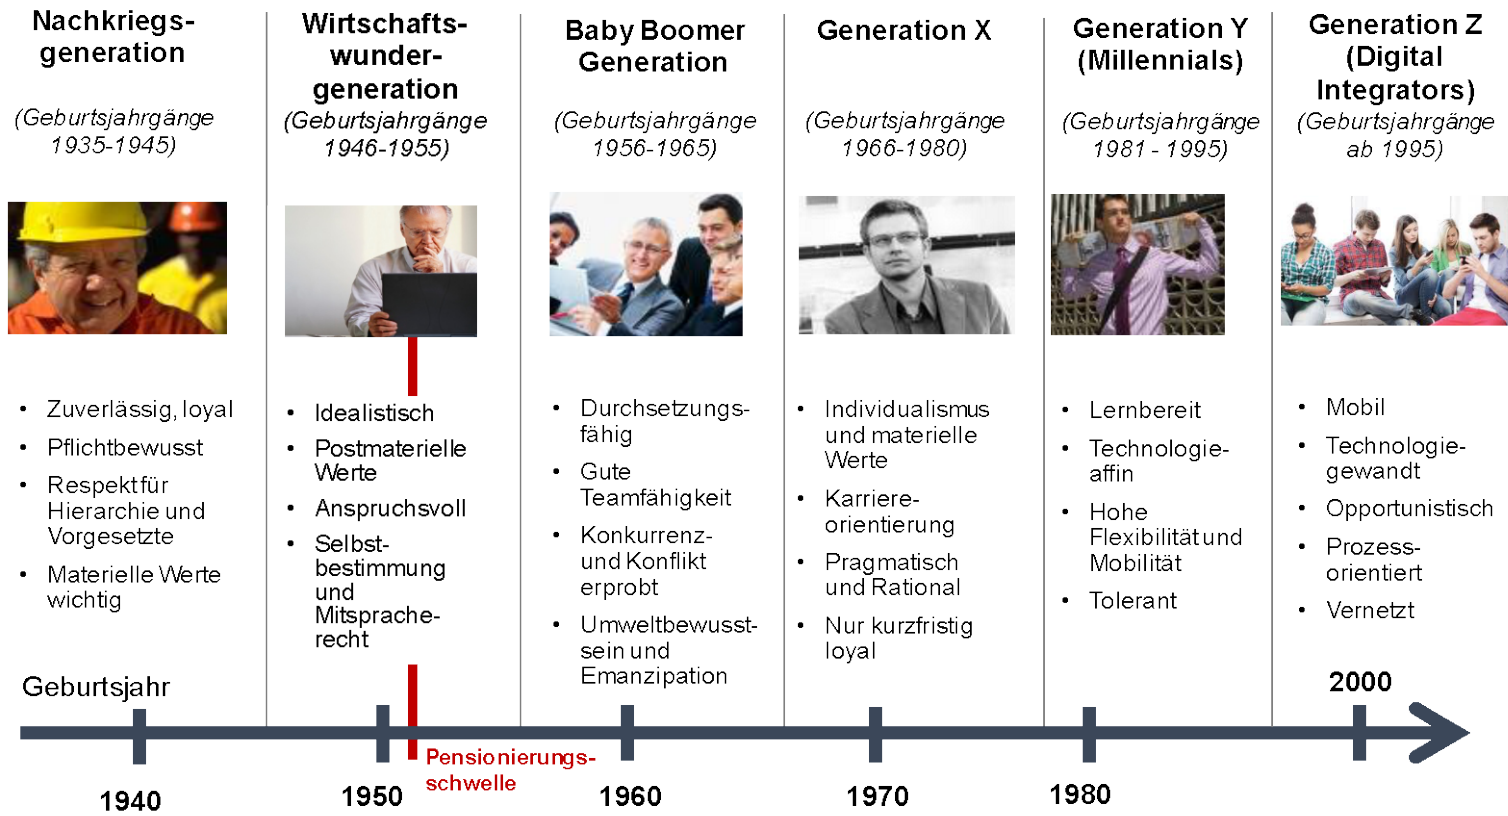 Nachkriegs-
generation
(Geburtsjahrgänge
1935-1945)
• Zuverlässig, loyal
• Pflichtbewusst
• Respekt für
Hierarchie und
Vorgesetzte
• Materielle Werte
wichtig
Wirtschafts-
wunder-
generation
(Geburtsjahrgänge
1946-1955)
• Idealistisch
• Postmaterielle
Werte
• Anspruchsvoll
• Selbst-
bestimmung
und
Mitsprache-
recht
Baby Boomer
Generation
(Geburtsjahrgänge
1956-1965)
• Durchsetzungs-
fähig
• Gute
Teamfähigkeit
• Konkurrenz-
und Konflikt
erprobt
• Umweltbewusst-
sein und
Emanzipation
Generation X
(Geburtsjahrgänge
1966-1980)
• Individualismus
und materielle
Werte
• Karriere-
orientierung
• Pragmatisch
und Rational
• Nur kurzfristig
loyal
Generation Y
(Millennials)
(Geburtsjahrgänge
1981 - 1995)
• Lernbereit
• Technologie-
affin
• Hohe
Flexibilität und
Mobilität
• Tolerant
Generation Z
(Digital
Integrators)
(Geburtsjahrgänge
ab 1995)
• Mobil
• Technologie-
gewandt
• Opportunistisch
• Prozess-
orientiert
• Vernetzt
Geburtsjahr
2000
Pensionierungs-
schwelle
1940
1950
1960
1970
1980